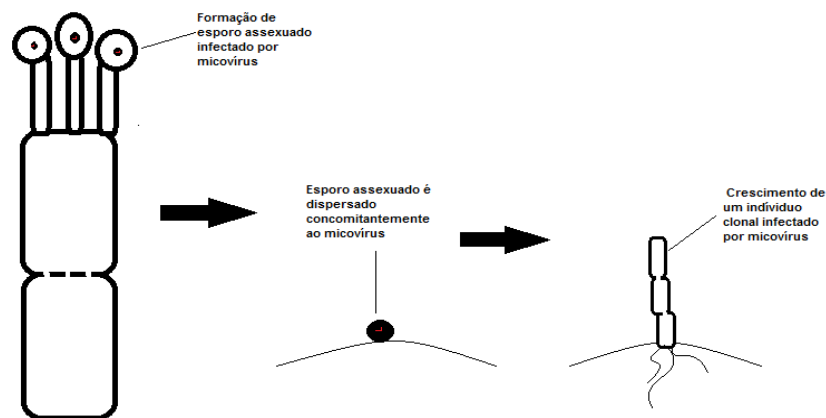 Formação de
esporo assexuado
infectado por
micovírus
Esporo assexuado é
dispersado
concomitantemente
ao micovírus
Crescimento de
um indíviduo
clonal infectado
por micovírus